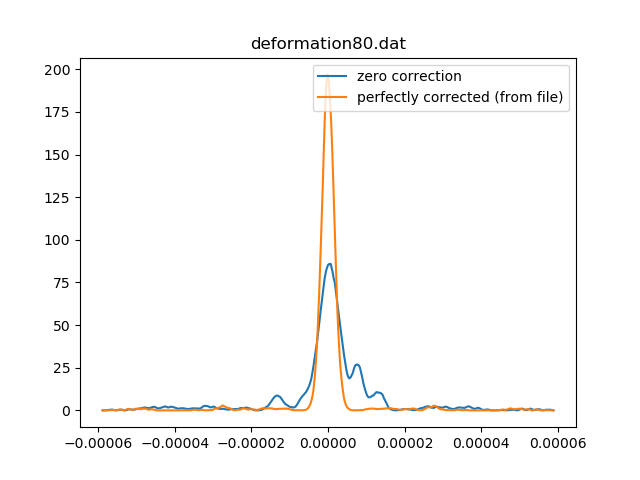 deformation80.dat
zero correction
perfectly corrected (from file)
200
175
150
125
100
75
50
25
0
−0.00006 −0.00004 −0.00002 0.00000 0.00002 0.00004 0.00006